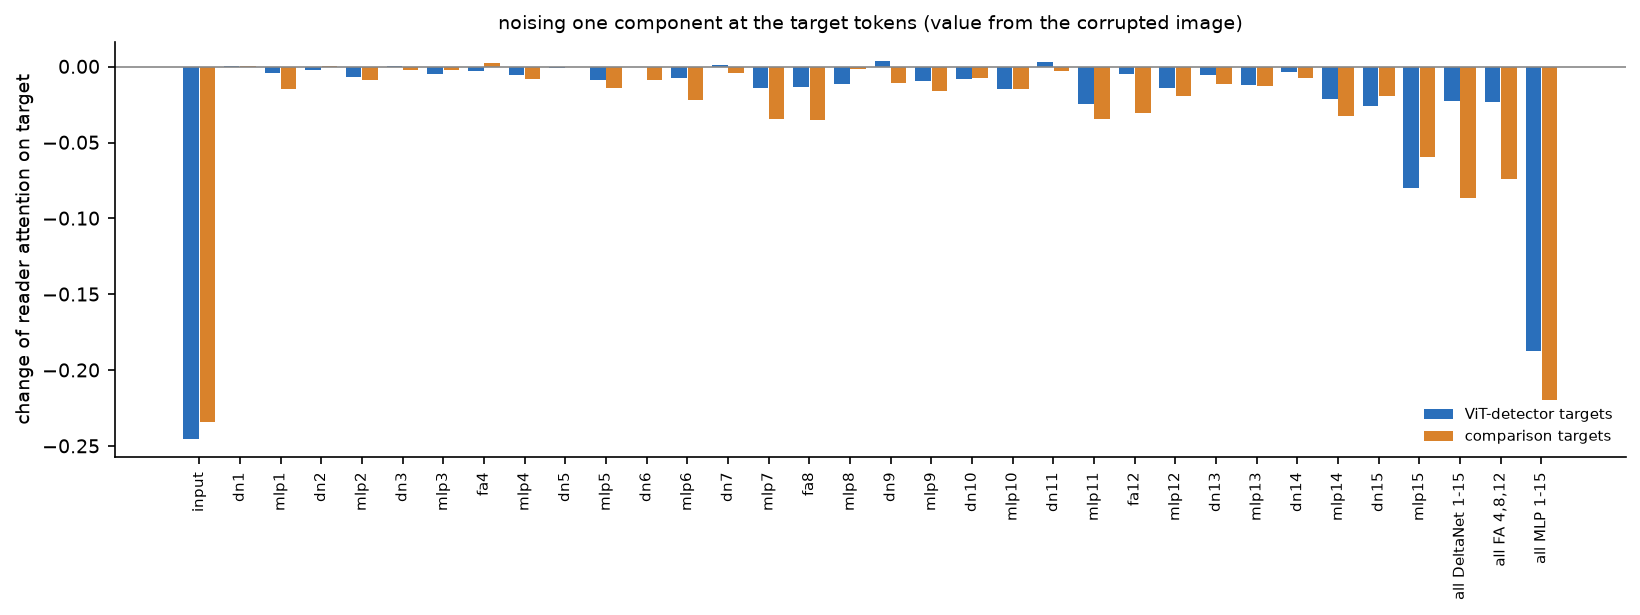 noising one component at the target tokens (value from the corrupted image)
change of reader attention on target
0.00
−0.05
−0.10
−0.15
−0.20
−0.25
ViT-detector targets
comparison targets
input
dn1
mlp1
dn2
mlp2
dn3
mlp3
fa4
mlp4
dn5
mlp5
dn6
mlp6
dn7
mlp7
fa8
mlp8
dn9
mlp9
dn10
mlp10
dn11
mlp11
fa12
mlp12
dn13
mlp13
dn14
mlp14
dn15
mlp15
all DeltaNet 1-15
all FA 4,8,12
all MLP 1-15